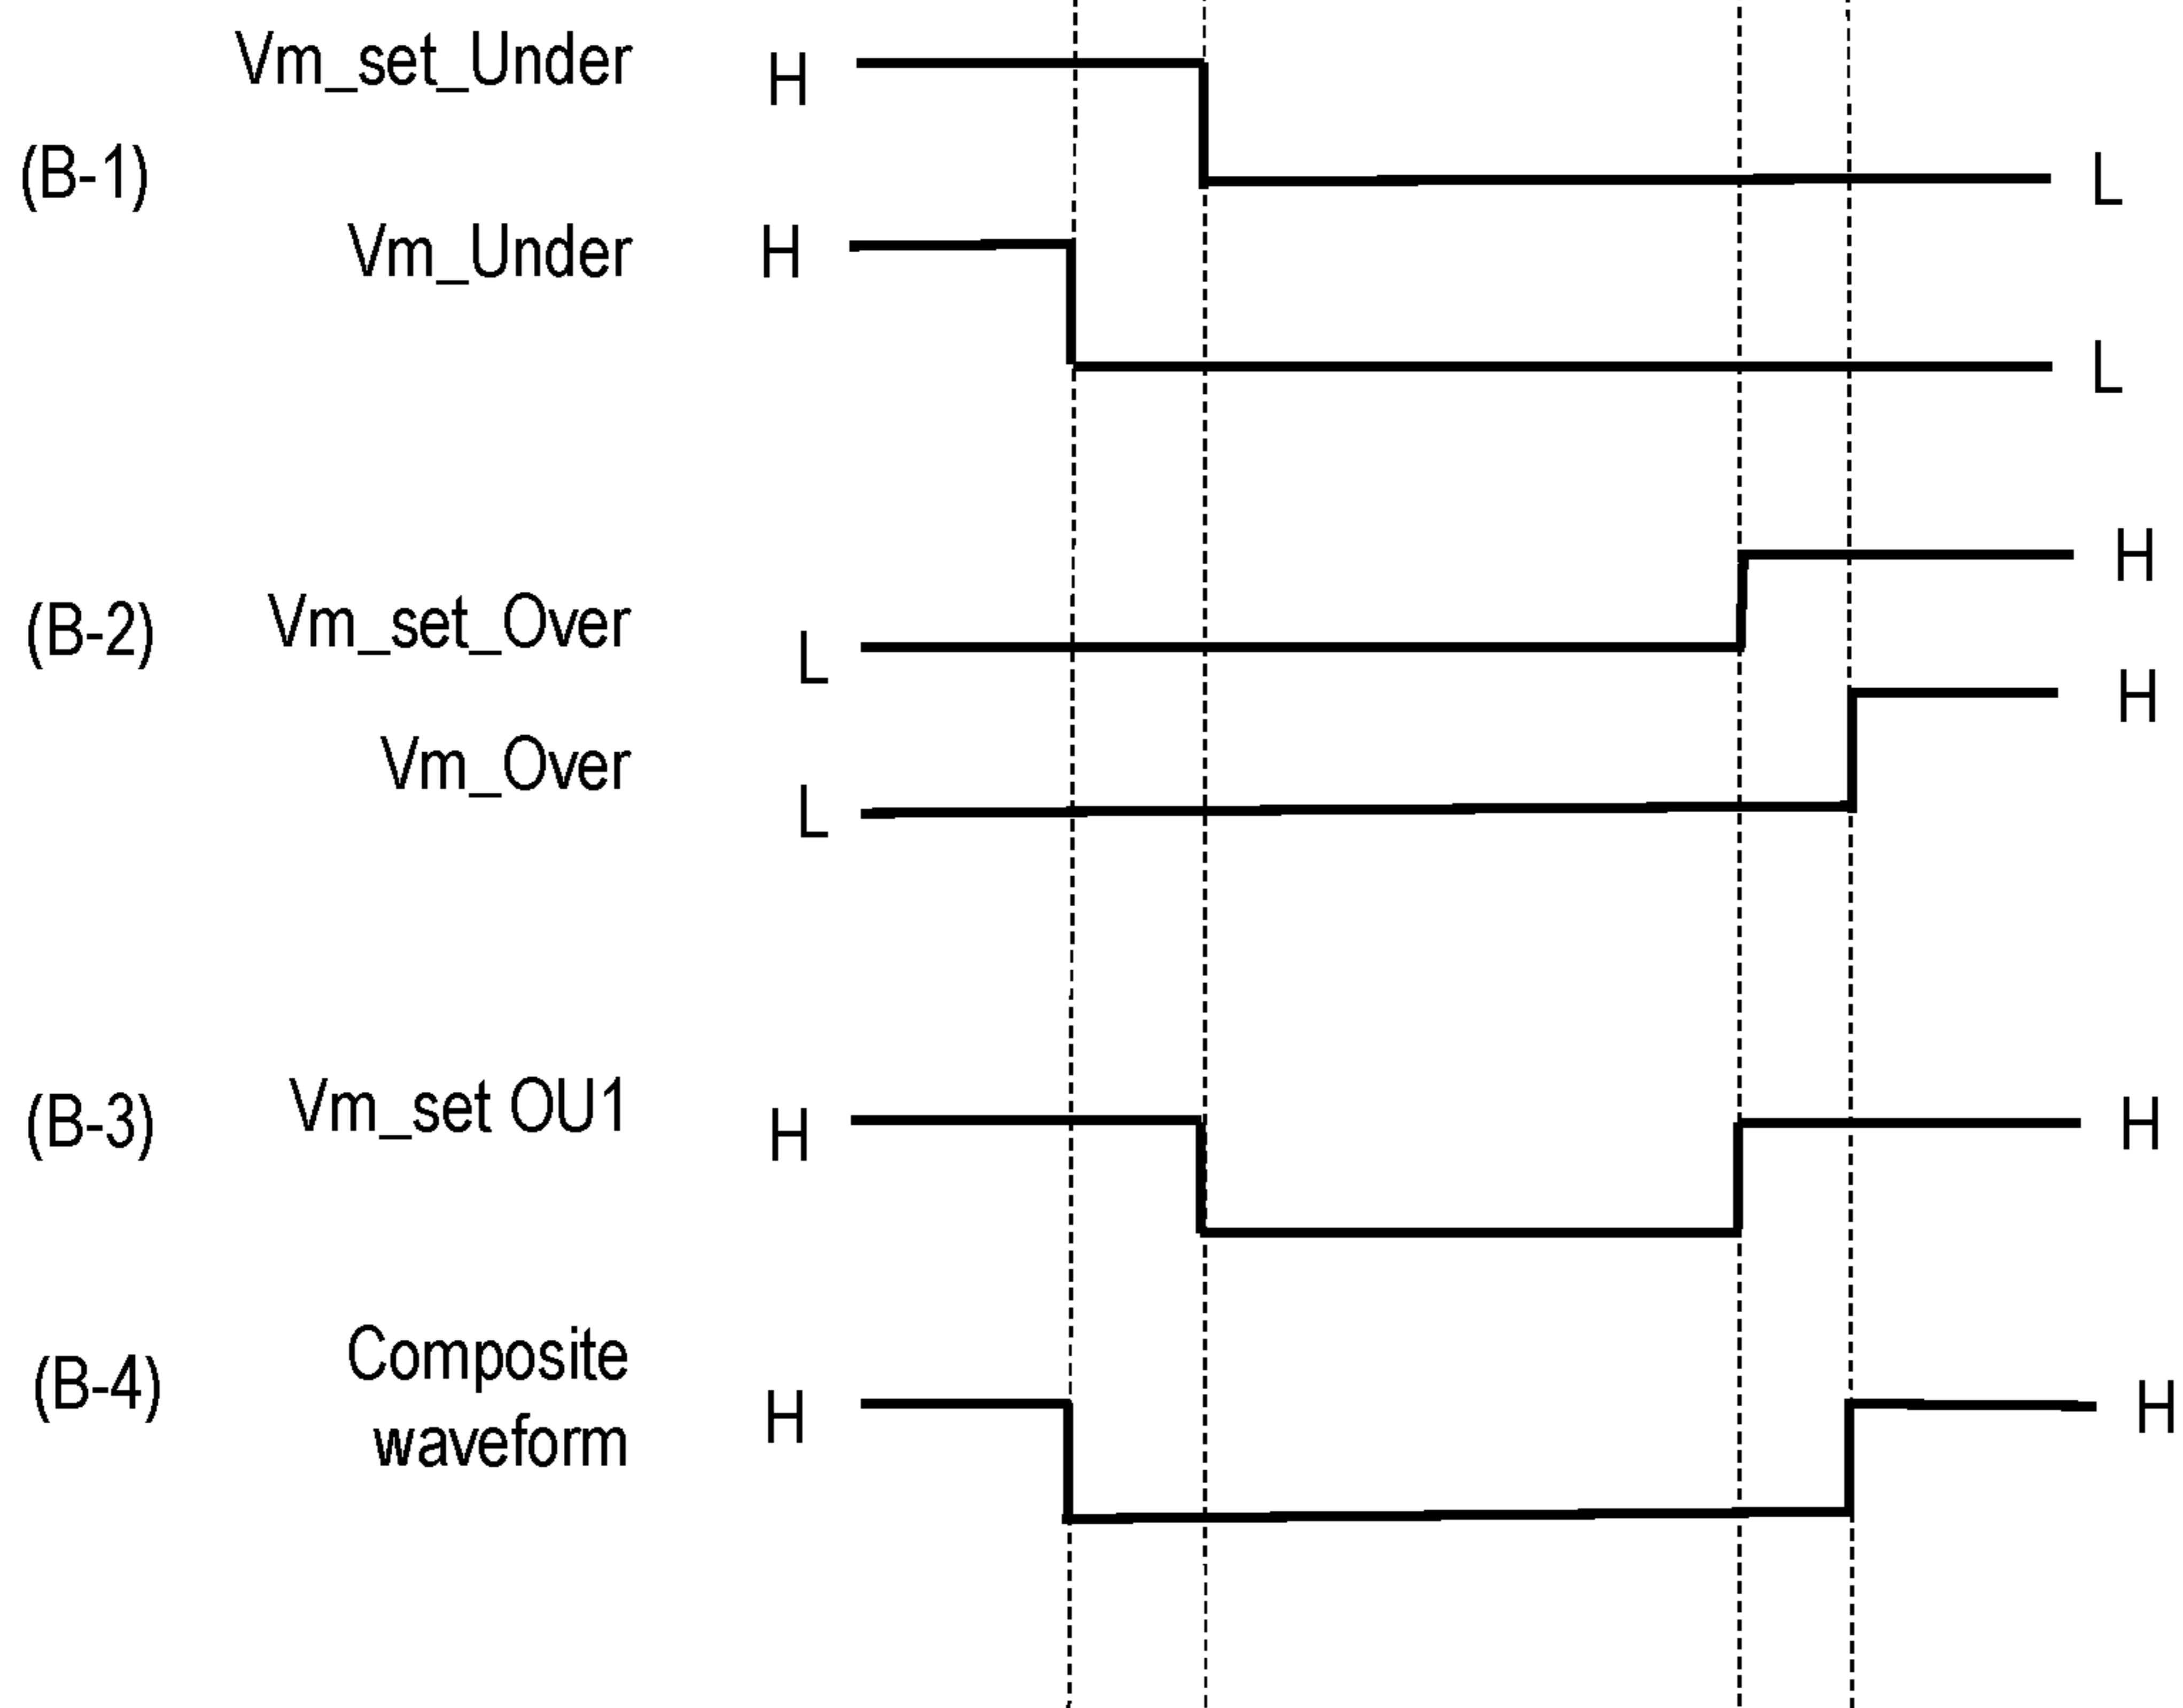 Vm_set_Under H
(B-1) L
Vm_Under H
L
H
(B-2) Vm_set_Over L
H
Vm_Over L
(B-3) Vm_set OU1 H H
(B-4) Composite H H
waveform